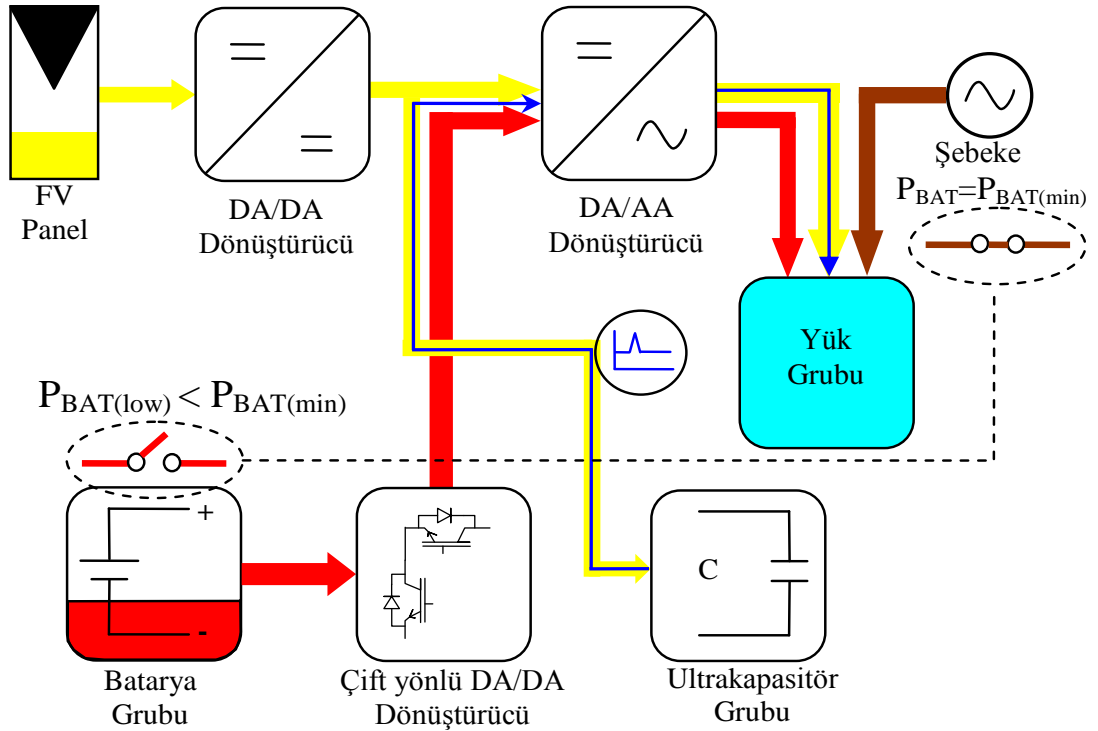 FV
Panel
DA/DA
Dönüştürücü
DA/AA
Dönüştürücü
Şebeke
P_BAT=P_BAT(min)
Yük
Grubu
P_BAT(low) < P_BAT(min)
+
-
C
Batarya
Grubu
Çift yönlü DA/DA
Dönüştürücü
Ultrakapasitör
Grubu